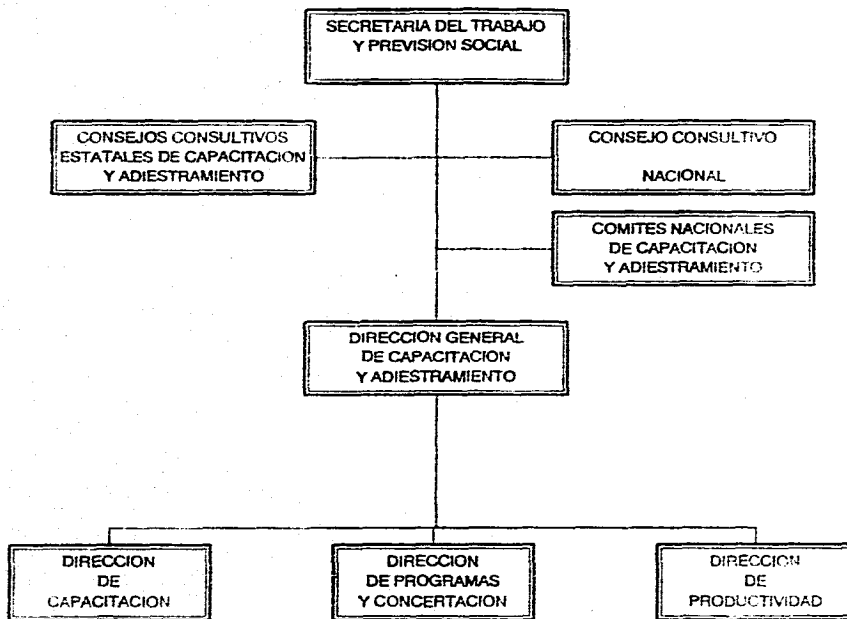 SECRETARIA DEL TRABAJO
Y PREVISION SOCIAL
CONSEJOS CONSULTIVOS
ESTATALES DE CAPACITACION
Y ADIESTRAMIENTO
CONSEJO CONSULTIVO
NACIONAL
COMITES NACIONALES
DE CAPACITACION
Y ADIESTRAMIENTO
DIRECCION GENERAL
DE CAPACITACION
Y ADIESTRAMIENTO
DIRECCION
DE
CAPACITACION
DIRECCION
DE PROGRAMAS
Y CONCERTACION
DIRECCION
DE
PRODUCTIVIDAD